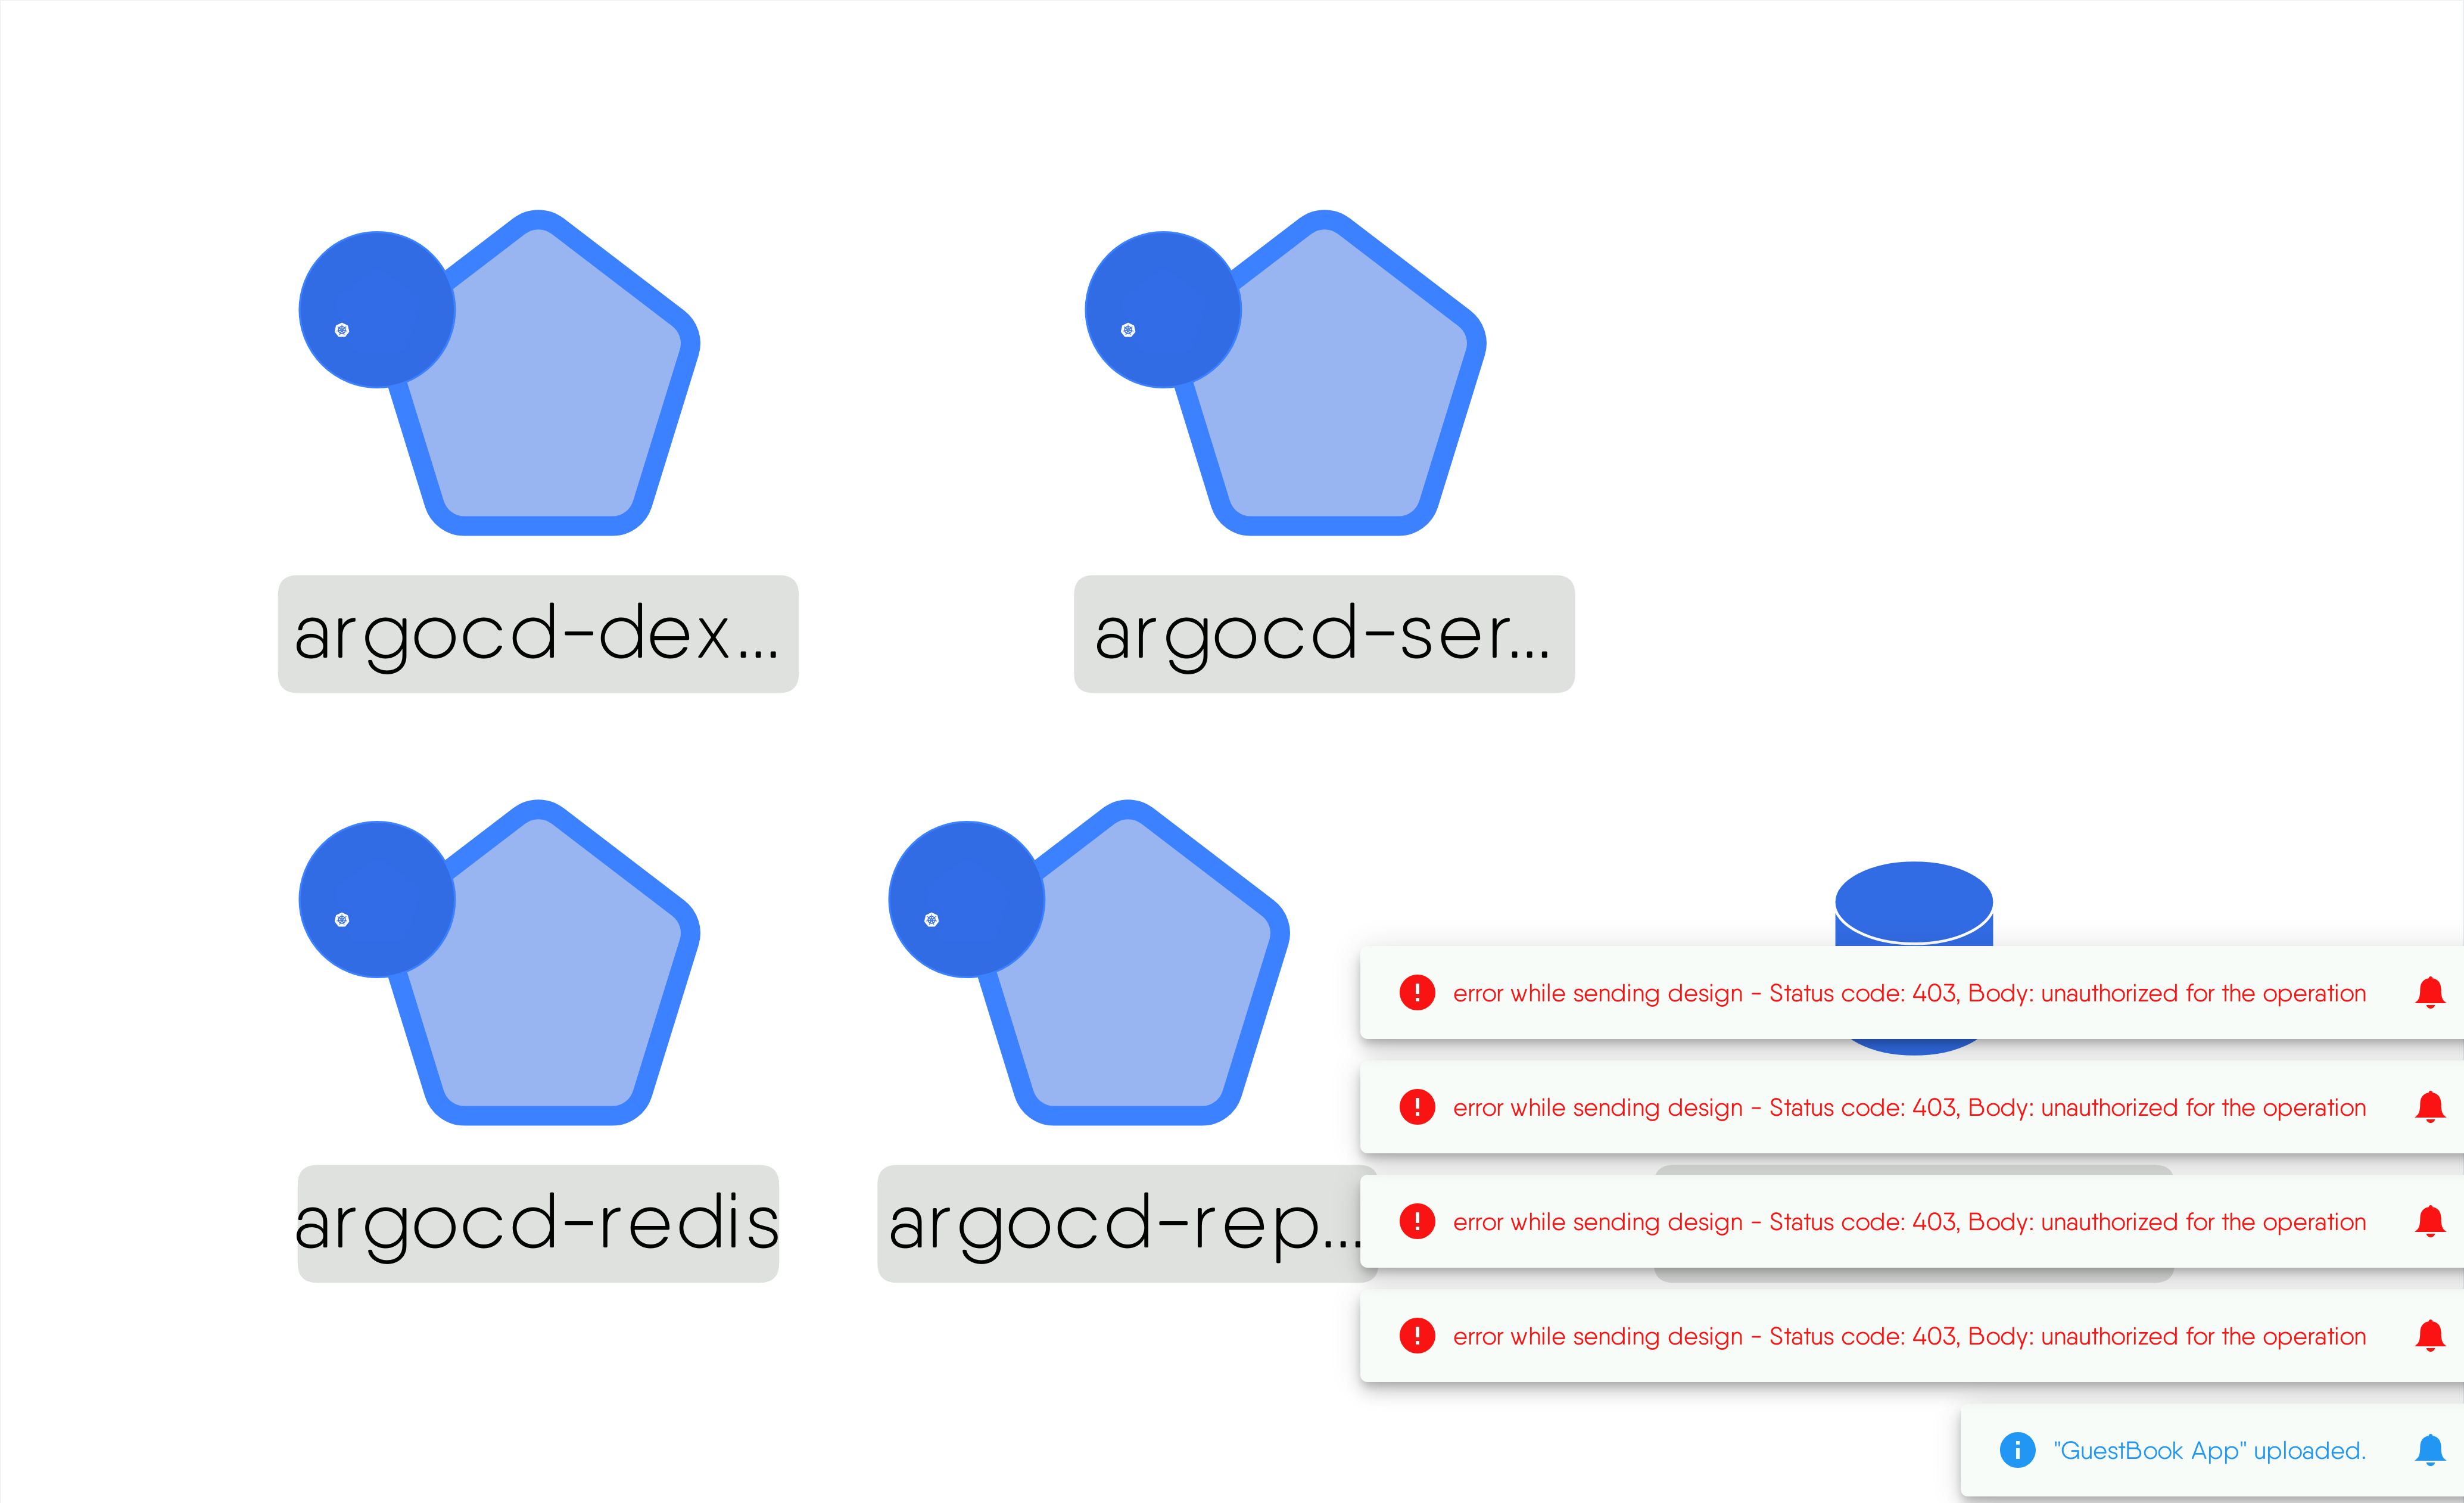 argocd-dex...
argocd-ser...
argocd-redis
argocd-rep...
error while sending design - Status code: 403, Body: unauthorized for the operation
error while sending design - Status code: 403, Body: unauthorized for the operation
error while sending design - Status code: 403, Body: unauthorized for the operation
error while sending design - Status code: 403, Body: unauthorized for the operation
"GuestBook App" uploaded.